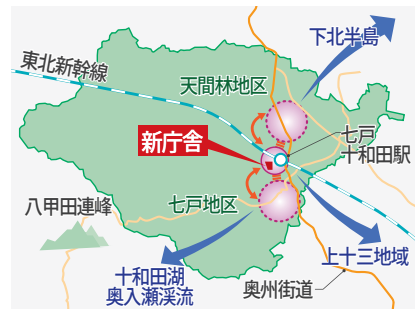 下北半島
東北新幹線
天間林地区
新庁舎
七戸
十和田駅
七戸地区
八甲田連峰
上十三地域
十和田湖
奥入瀬渓流
奥州街道